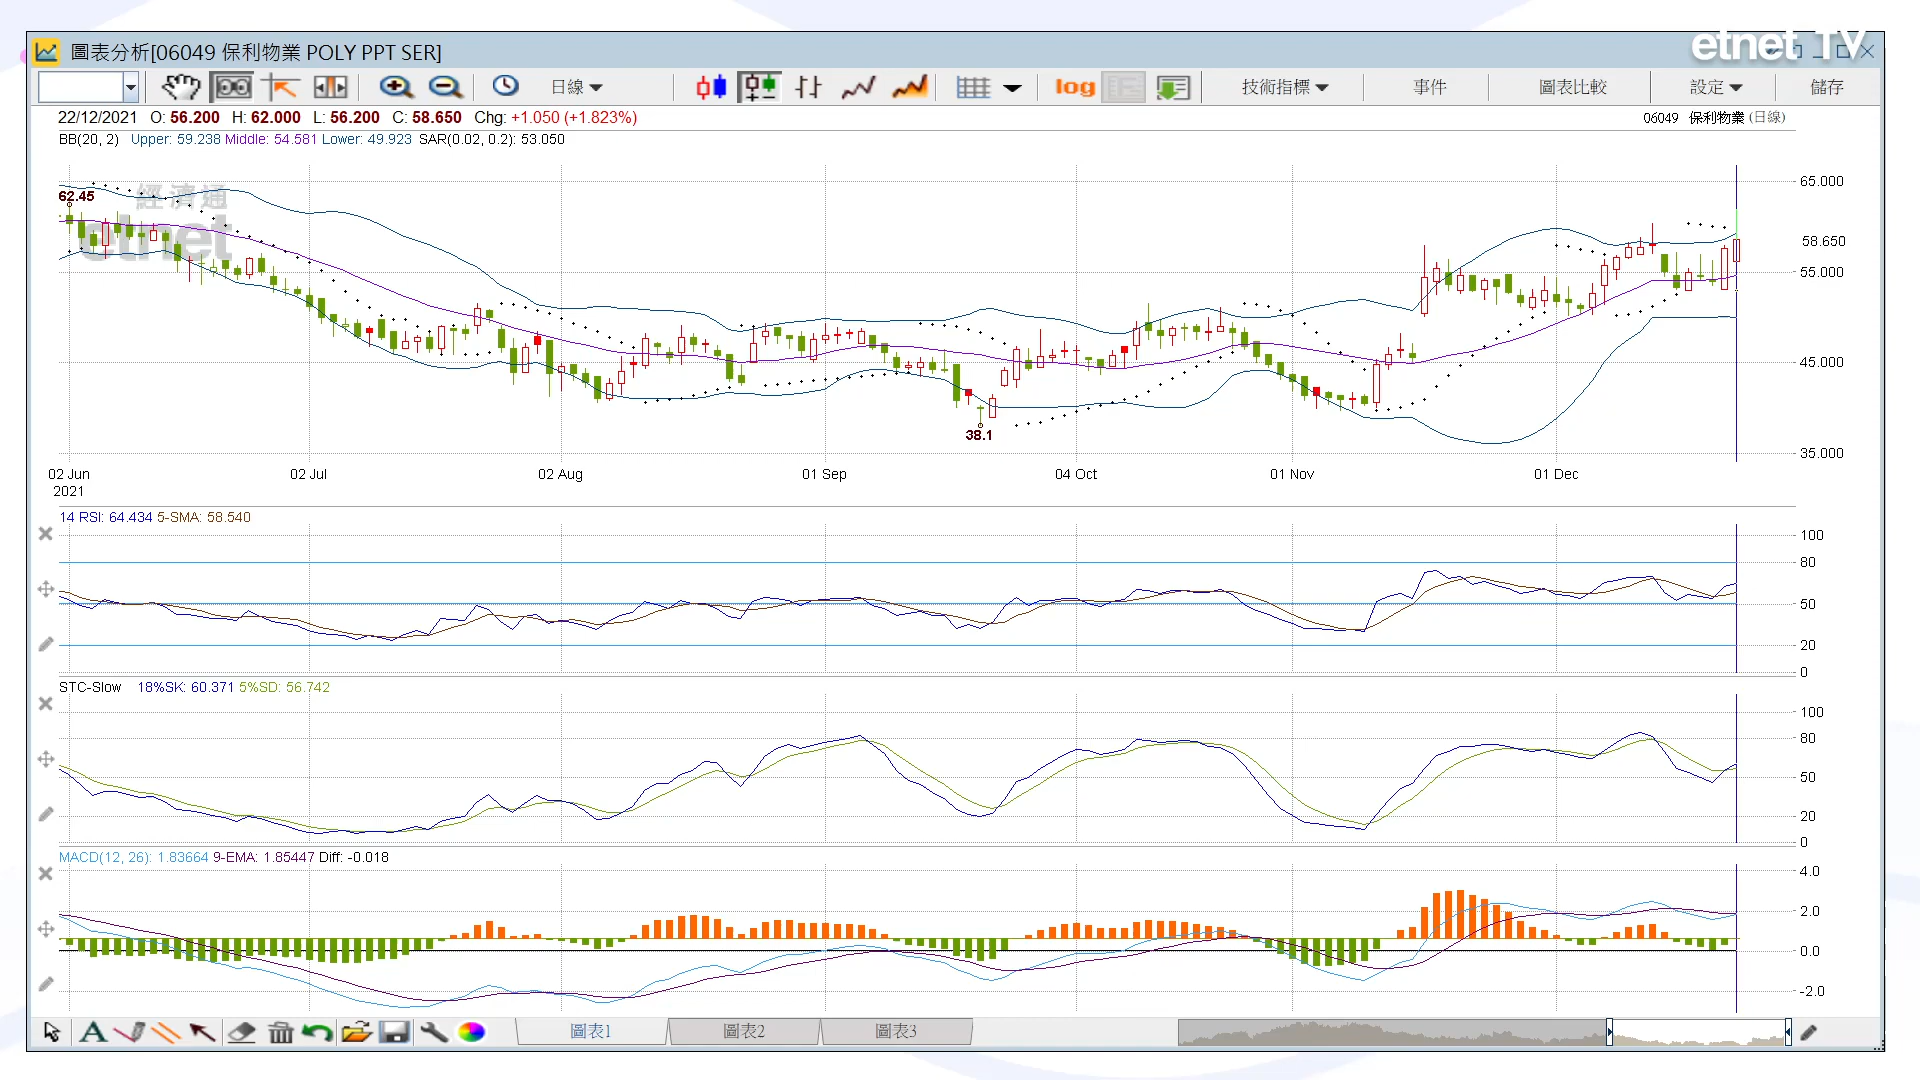 etnet TV
圖表分析[06049 保利物業 POLY PPT SER]
日線
log
技術指標
事件
圖表比較
設定
儲存
22/12/2021 O: 56.200 H: 62.000 L: 56.200 C: 58.650 Chg: +1.050 (+1.823%)
06049 保利物業 (日線)
BB(20, 2) Upper: 59.238 Middle: 54.581 Lower: 49.923 SAR(0.02, 0.2): 53.050
經濟通
etnet
62.45
38.1
65.000
58.650
55.000
45.000
35.000
02 Jun
2021
02 Jul
02 Aug
01 Sep
04 Oct
01 Nov
01 Dec
14 RSI: 64.434 5-SMA: 58.540
100
80
50
20
0
STC-Slow 18%SK: 60.371 5%SD: 56.742
100
80
50
20
0
MACD(12, 26): 1.83664 9-EMA: 1.85447 Diff: -0.018
4.0
2.0
0.0
-2.0
A
圖表1
圖表2
圖表3